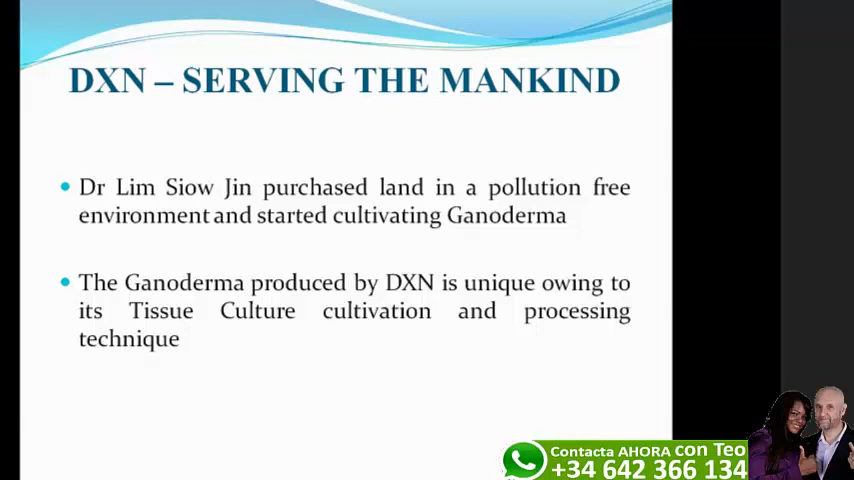 DXN – SERVING THE MANKIND
Dr Lim Siow Jin purchased land in a pollution free
environment and started cultivating Ganoderma
The Ganoderma produced by DXN is unique owing to
its Tissue Culture cultivation and processing
technique
Contacta AHORA con Teo
+34 642 366 134